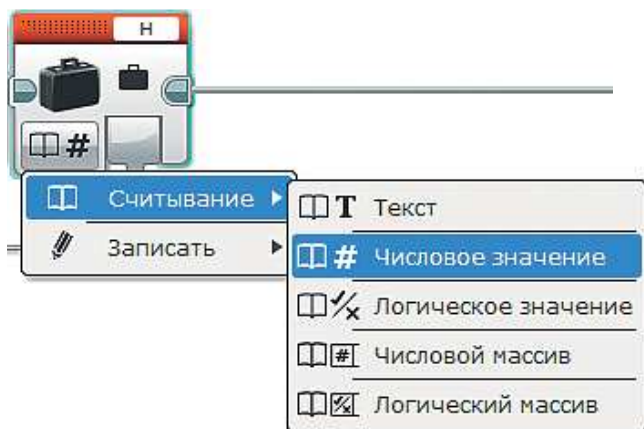 H
#
Считывание
Записать
T Текст
# Числовое значение
Логическое значение
# Числовой массив
Логический массив